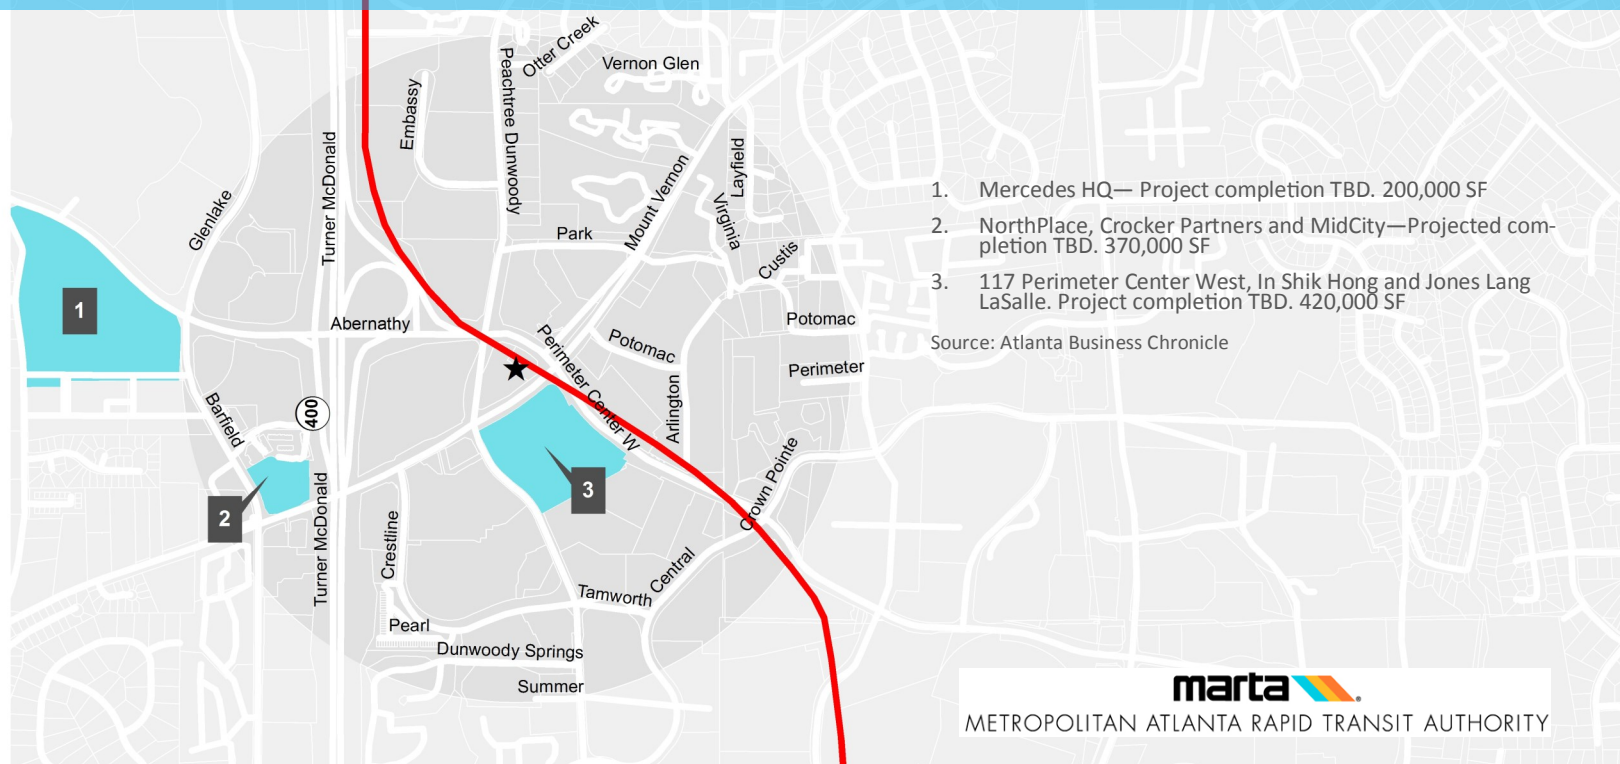 Otter Creek
Vernon Glen
Peachtree Dunwoody
Embassy
Turner McDonald
Layfield
Mount Vernon
Glenlake
Virginia
Park
Custis
1. Mercedes HQ— Project completion TBD. 200,000 SF
2. NorthPlace, Crocker Partners and MidCity—Projected com-
pletion TBD. 370,000 SF
3. 117 Perimeter Center West, In Shik Hong and Jones Lang
LaSalle. Project completion TBD. 420,000 SF
Source: Atlanta Business Chronicle
1
Abernathy
Potomac
Potomac
Perimeter
Perimeter Center W
Arlington
Barfield
400
Crown Pointe
3
2
Turner McDonald
Crestline
Central
Tamworth
Pearl
Dunwoody Springs
Summer
marta
METROPOLITAN ATLANTA RAPID TRANSIT AUTHORITY